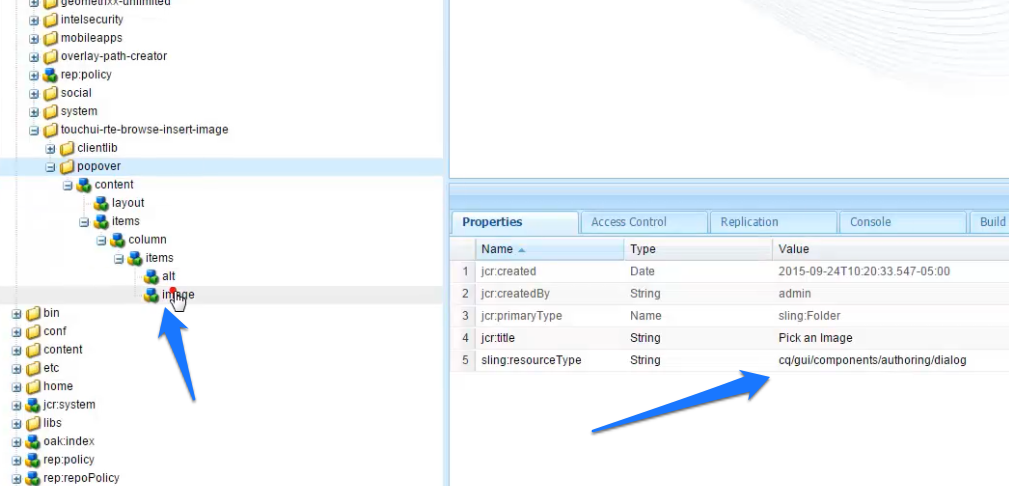 geometrixx-unlimited
intelsecurity
mobileapps
overlay-path-creator
rep:policy
social
system
touchui-rte-browse-insert-image
clientlib
popover
content
layout
items
column
items
alt
image
bin
conf
content
etc
home
jcr:system
libs
oak:index
rep:policy
rep:repoPolicy
Properties Access Control Replication Console Build
Name Type Value
1 jcr:created Date 2015-09-24T10:20:33.547-05:00
2 jcr:createdBy String admin
3 jcr:primaryType Name sling:Folder
4 jcr:title String Pick an Image
5 sling:resourceType String cq/gui/components/authoring/dialog